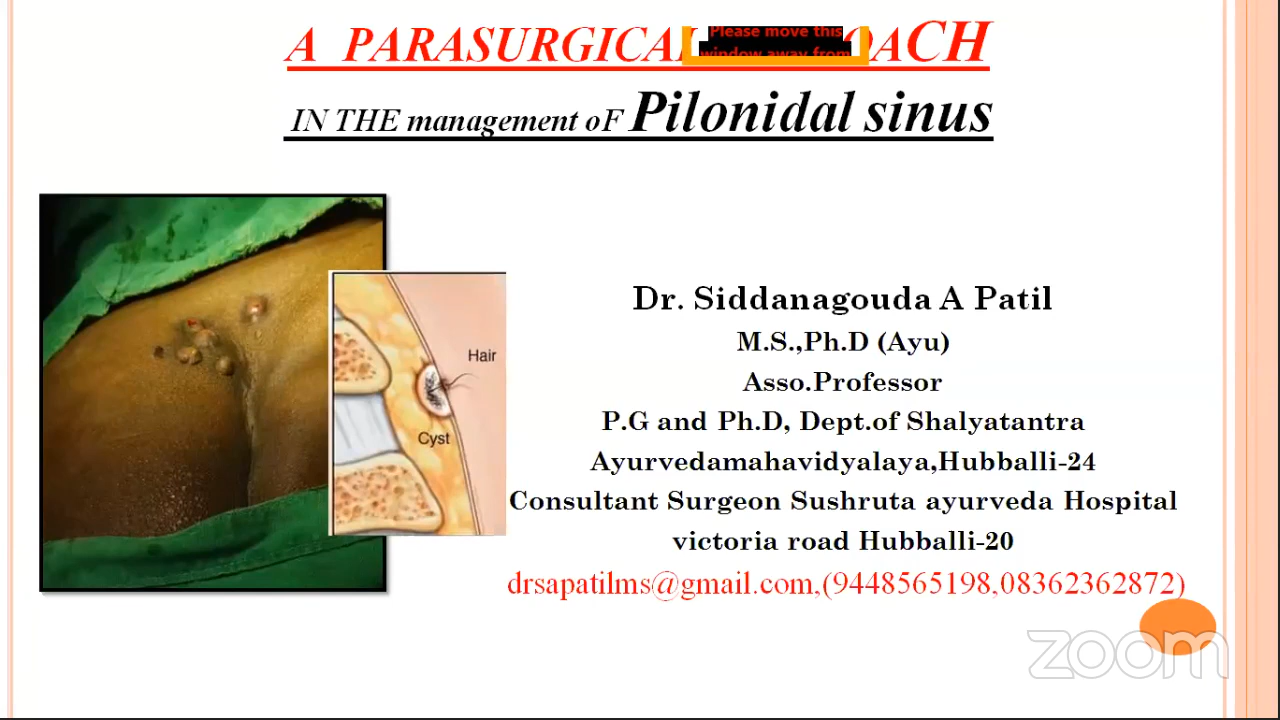 A PARASURGICAL OACH
Please move this
window away from
IN THE management oF Pilonidal sinus
Hair
Cyst
Dr. Siddanagouda A Patil
M.S.,Ph.D (Ayu)
Asso.Professor
P.G and Ph.D, Dept.of Shalyatantra
Ayurvedamahavidyalaya,Hubballi-24
Consultant Surgeon Sushruta ayurveda Hospital
victoria road Hubballi-20
drsapatilms@gmail.com,(9448565198,08362362872)
zoom